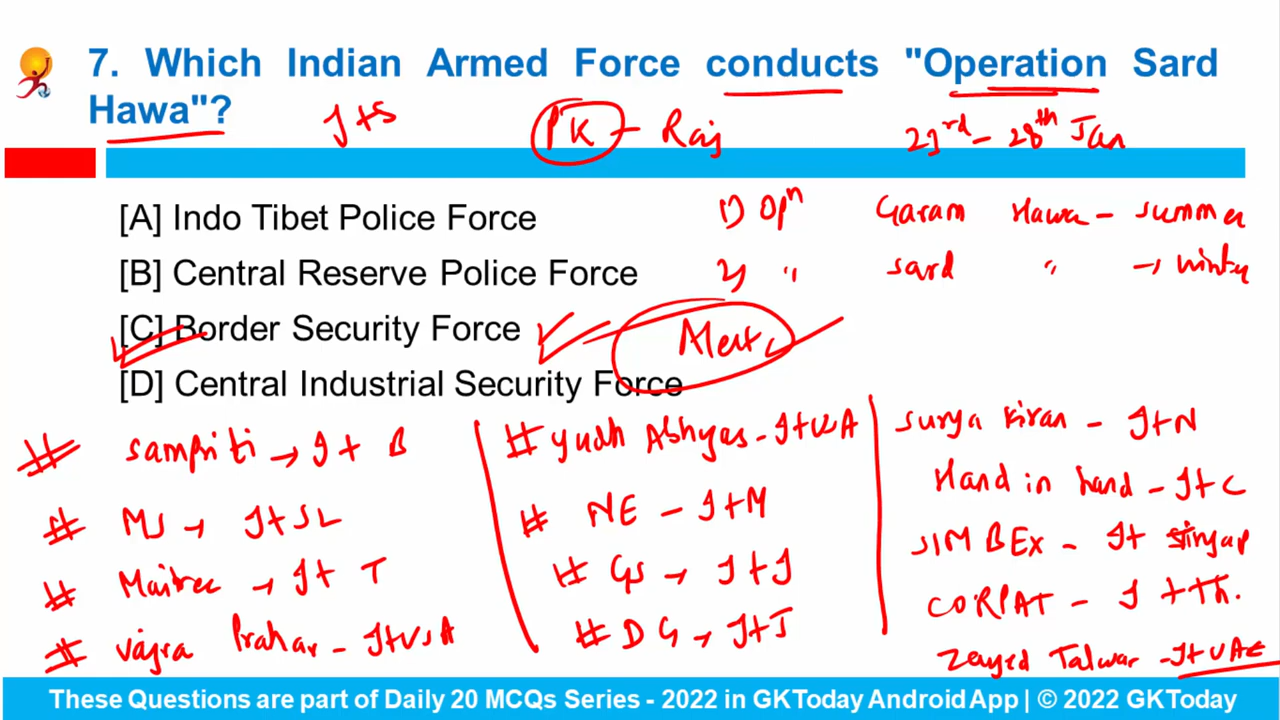 7. Which Indian Armed Force conducts "Operation Sard
Hawa"?
I+S
PK - Raj
23rd - 28th Jan
[A] Indo Tibet Police Force
[B] Central Reserve Police Force
[C] Border Security Force
[D] Central Industrial Security Force
1) Opn Garam Hawa - summer
2) " sard " → winter
Alert
# Sampriti → I + B
# MS → I+SL
# Maitree → I + T
# Vajra Prahar - I+USA
# Yudh Abhyas - I+USA
# NE - I+M
# GS → I+I
# DG → I+J
Surya Kiran - I+N
Hand in hand - I+C
SIMBEX - I+ Singap
CORPAT - I + Th.
Zayed Talwar - I+UAE
These Questions are part of Daily 20 MCQs Series - 2022 in GKToday Android App | © 2022 GKToday